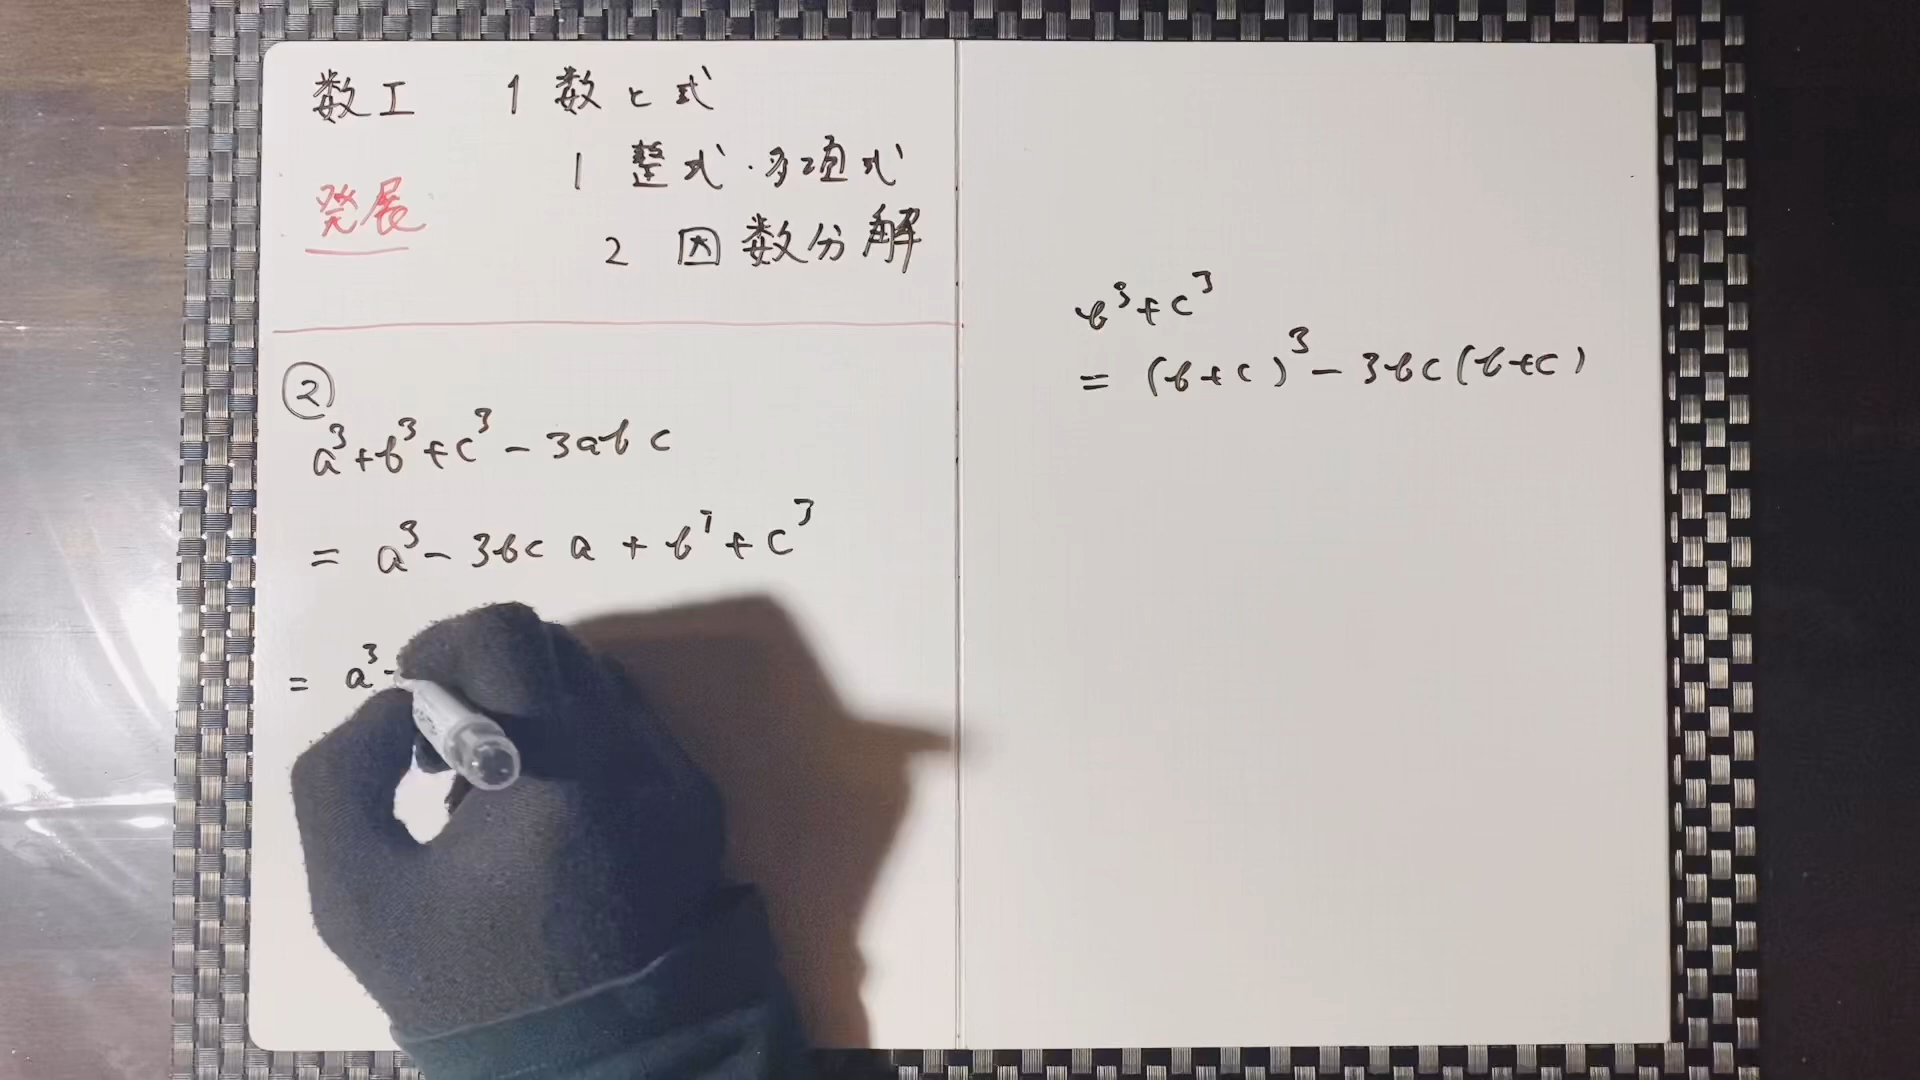 数I 1 数と式
1 整式・多項式
発展
2 因数分解
②
a³+b³+c³-3abc
= a³-3bc a + b³ + c³
= a³-
b³+c³
= (b+c)³-3bc(b+c)